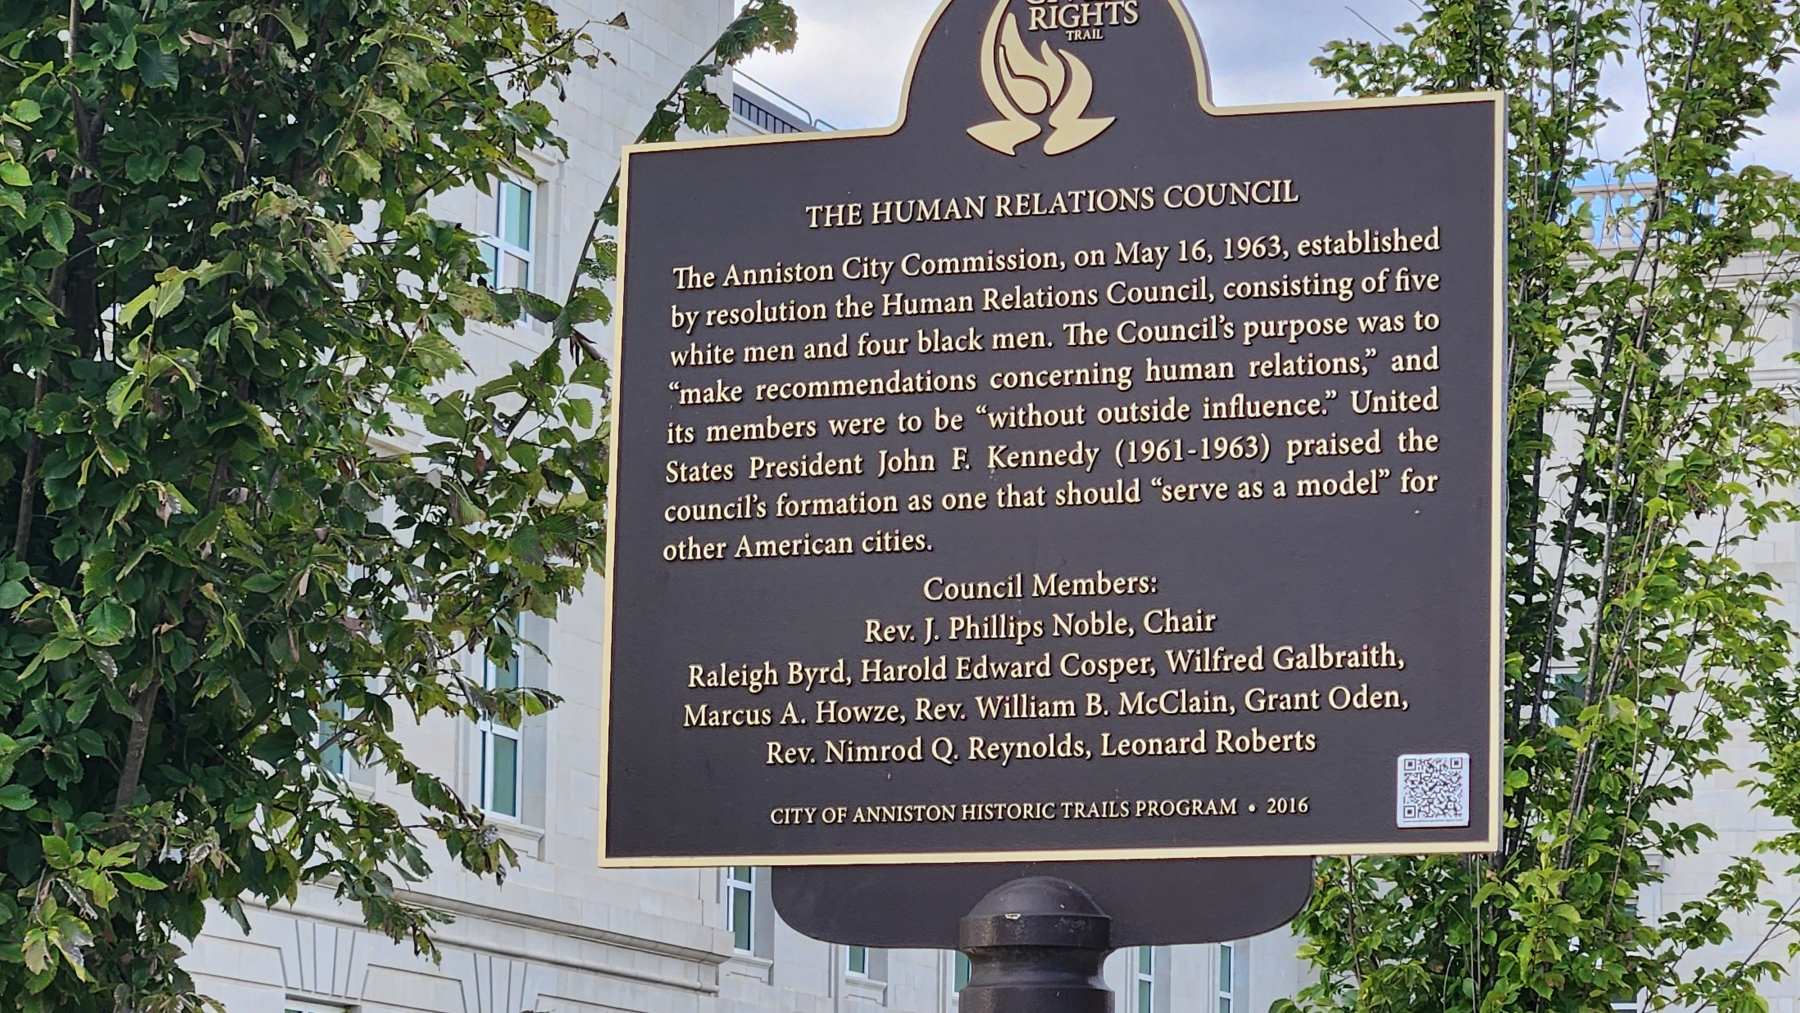 RIGHTS
TRAIL
THE HUMAN RELATIONS COUNCIL
The Anniston City Commission, on May 16, 1963, established
by resolution the Human Relations Council, consisting of five
white men and four black men. The Council's purpose was to
“make recommendations concerning human relations,” and
its members were to be “without outside influence.” United
States President John F. Kennedy (1961-1963) praised the
council's formation as one that should “serve as a model” for
other American cities.
Council Members:
Rev. J. Phillips Noble, Chair
Raleigh Byrd, Harold Edward Cosper, Wilfred Galbraith,
Marcus A. Howze, Rev. William B. McClain, Grant Oden,
Rev. Nimrod Q. Reynolds, Leonard Roberts
CITY OF ANNISTON HISTORIC TRAILS PROGRAM • 2016